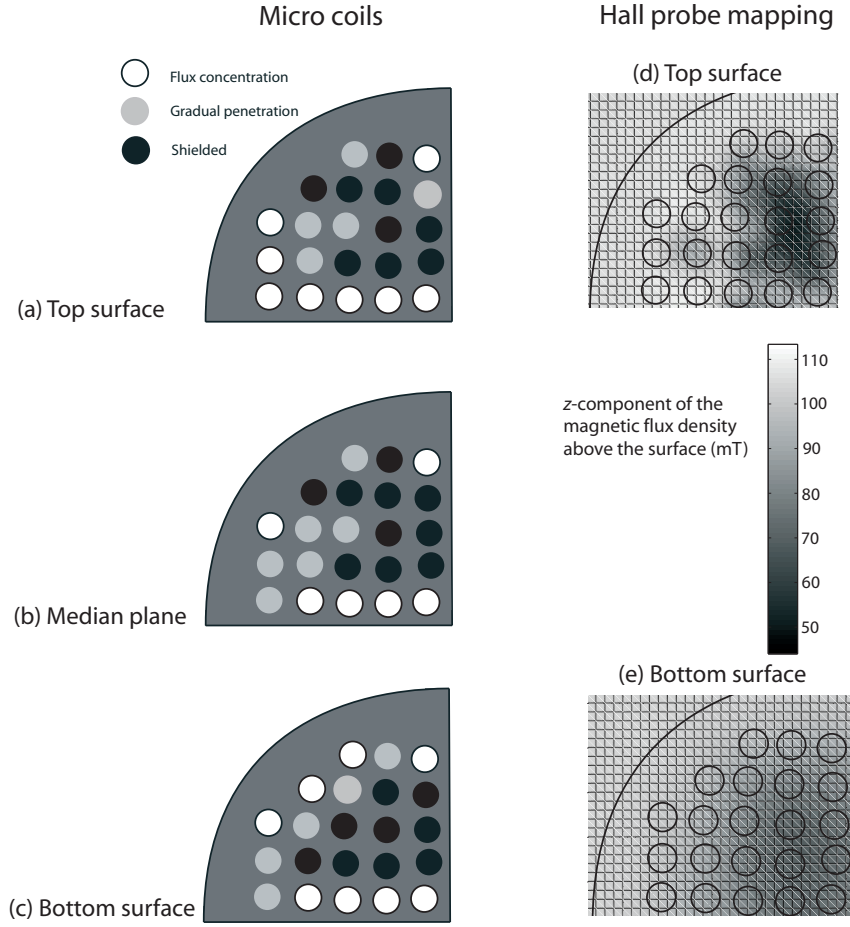 Micro coils
Hall probe mapping
Flux concentration
Gradual penetration
Shielded
(a) Top surface
(d) Top surface
z-component of the
magnetic flux density
above the surface (mT)
110
100
90
80
70
60
50
(b) Median plane
(e) Bottom surface
(c) Bottom surface